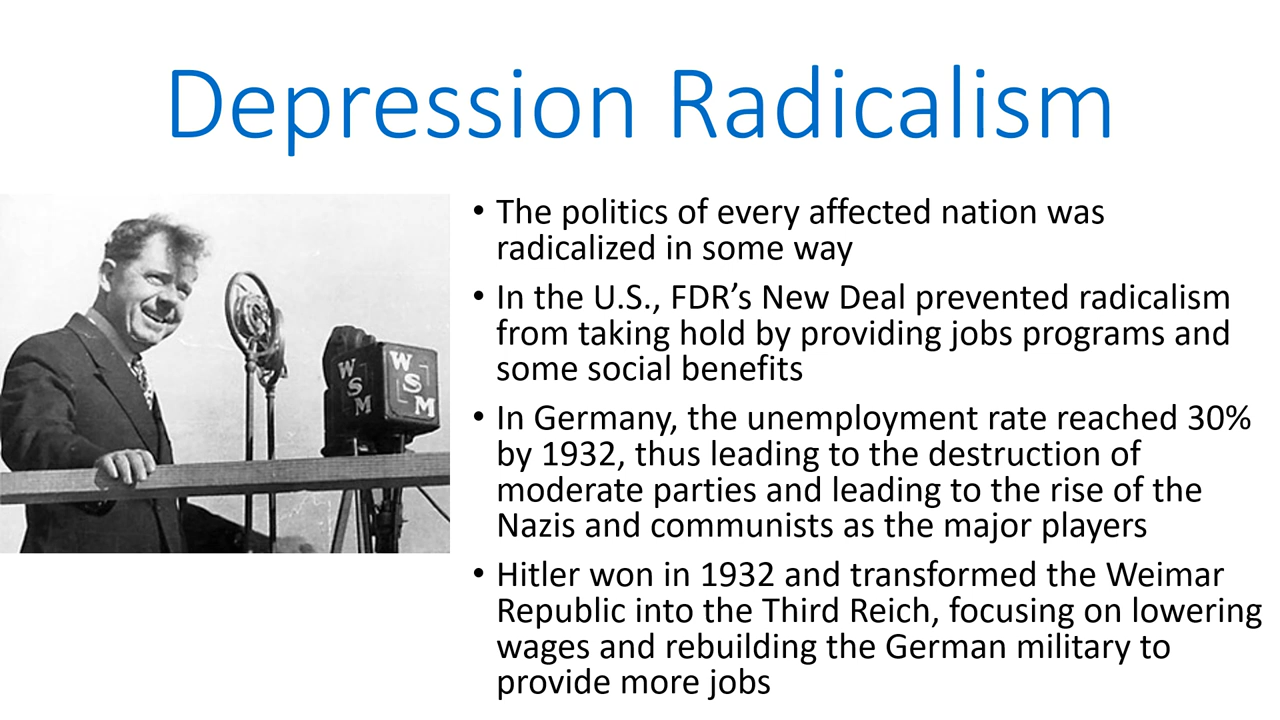 Depression Radicalism
• The politics of every affected nation was
radicalized in some way
• In the U.S., FDR’s New Deal prevented radicalism
from taking hold by providing jobs programs and
some social benefits
• In Germany, the unemployment rate reached 30%
by 1932, thus leading to the destruction of
moderate parties and leading to the rise of the
Nazis and communists as the major players
• Hitler won in 1932 and transformed the Weimar
Republic into the Third Reich, focusing on lowering
wages and rebuilding the German military to
provide more jobs
WSM
WSM